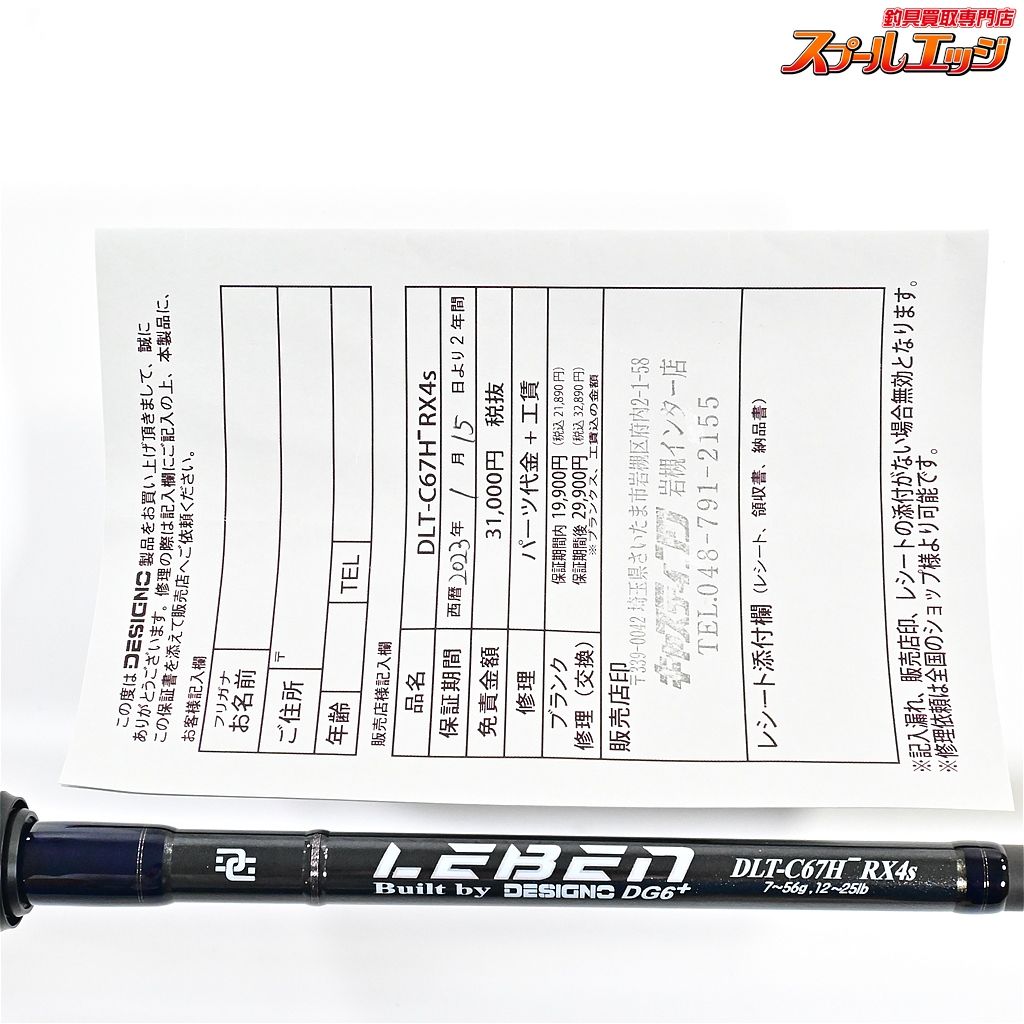 釣具買取専門店
スプールエッジ
この度は DESIGNO 製品をお買い上げ頂きまして、誠に
ありがとうございます。修理の際は記入欄にご記入の上、本製品に、
この保証書を添えて販売店へご依頼ください。
お客様記入欄
フリガナ
お名前
ご住所 〒
年齢 TEL
販売店様記入欄
品名 DLT-C67H⁻RX4s
保証期間 西暦2023年 1 月 15 日より2年間
免責金額 31,000円 税抜
修理 パーツ代金 + 工賃
ブランク 保証期間内 19,900円 (税込 21,890円)
修理(交換) 保証期間後 29,900円 (税込 32,890円)
※ブランクス、工賃込の金額
販売店印
〒339-0042 埼玉県さいたま市岩槻区府内2-1-58
岩槻インター店
TEL.048-791-2155
レシート添付欄 (レシート、領収書、納品書)
※記入漏れ、販売店印、レシートの添付がない場合無効となります。
※修理依頼は全国のショップ様より可能です。
LEBEN
Built by DESIGNO DG6+
DLT-C67H⁻RX4s
7~56g, 12~25lb